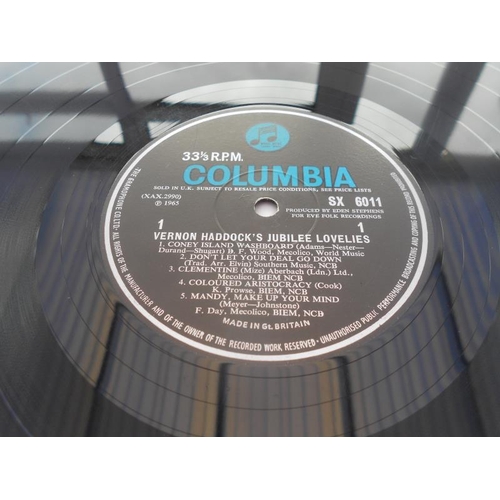 33⅓ R.P.M.
COLUMBIA
SOLD IN U.K. SUBJECT TO RESALE PRICE CONDITIONS, SEE PRICE LISTS
(XAX.2990)
℗ 1965
SX 6011
PRODUCED BY EDEN STEPHENS
FOR EVE FOLK RECORDINGS
1 1
VERNON HADDOCK'S JUBILEE LOVELIES
1. CONEY ISLAND WASHBOARD (Adams—Nester—
Durand—Shugart) B. F. Wood, Mecolico, World Music
2. DON'T LET YOUR DEAL GO DOWN
(Trad. Arr. Elvin) Southern Music, NCB
3. CLEMENTINE (Mize) Aberbach (Ldn.) Ltd.,
Mecolico, BIEM, NCB
4. COLOURED ARISTOCRACY (Cook)
K. Prowse, BIEM, NCB
5. MANDY, MAKE UP YOUR MIND
(Meyer—Johnstone)
F. Day, Mecolico, BIEM, NCB
MADE IN GT. BRITAIN
THE GRAMOPHONE CO. LTD. ALL RIGHTS OF THE MANUFACTURER AND OF THE OWNER OF THE RECORDED WORK RESERVED · UNAUTHORISED PUBLIC PERFORMANCE BROADCASTING AND COPYING OF THIS RECORD PROHIBITED